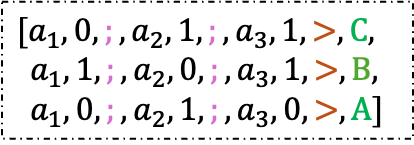 [a₁, 0, ;, a₂, 1, ;, a₃, 1, >, C,
a₁, 1, ;, a₂, 0, ;, a₃, 1, >, B,
a₁, 0, ;, a₂, 1, ;, a₃, 0, >, A]